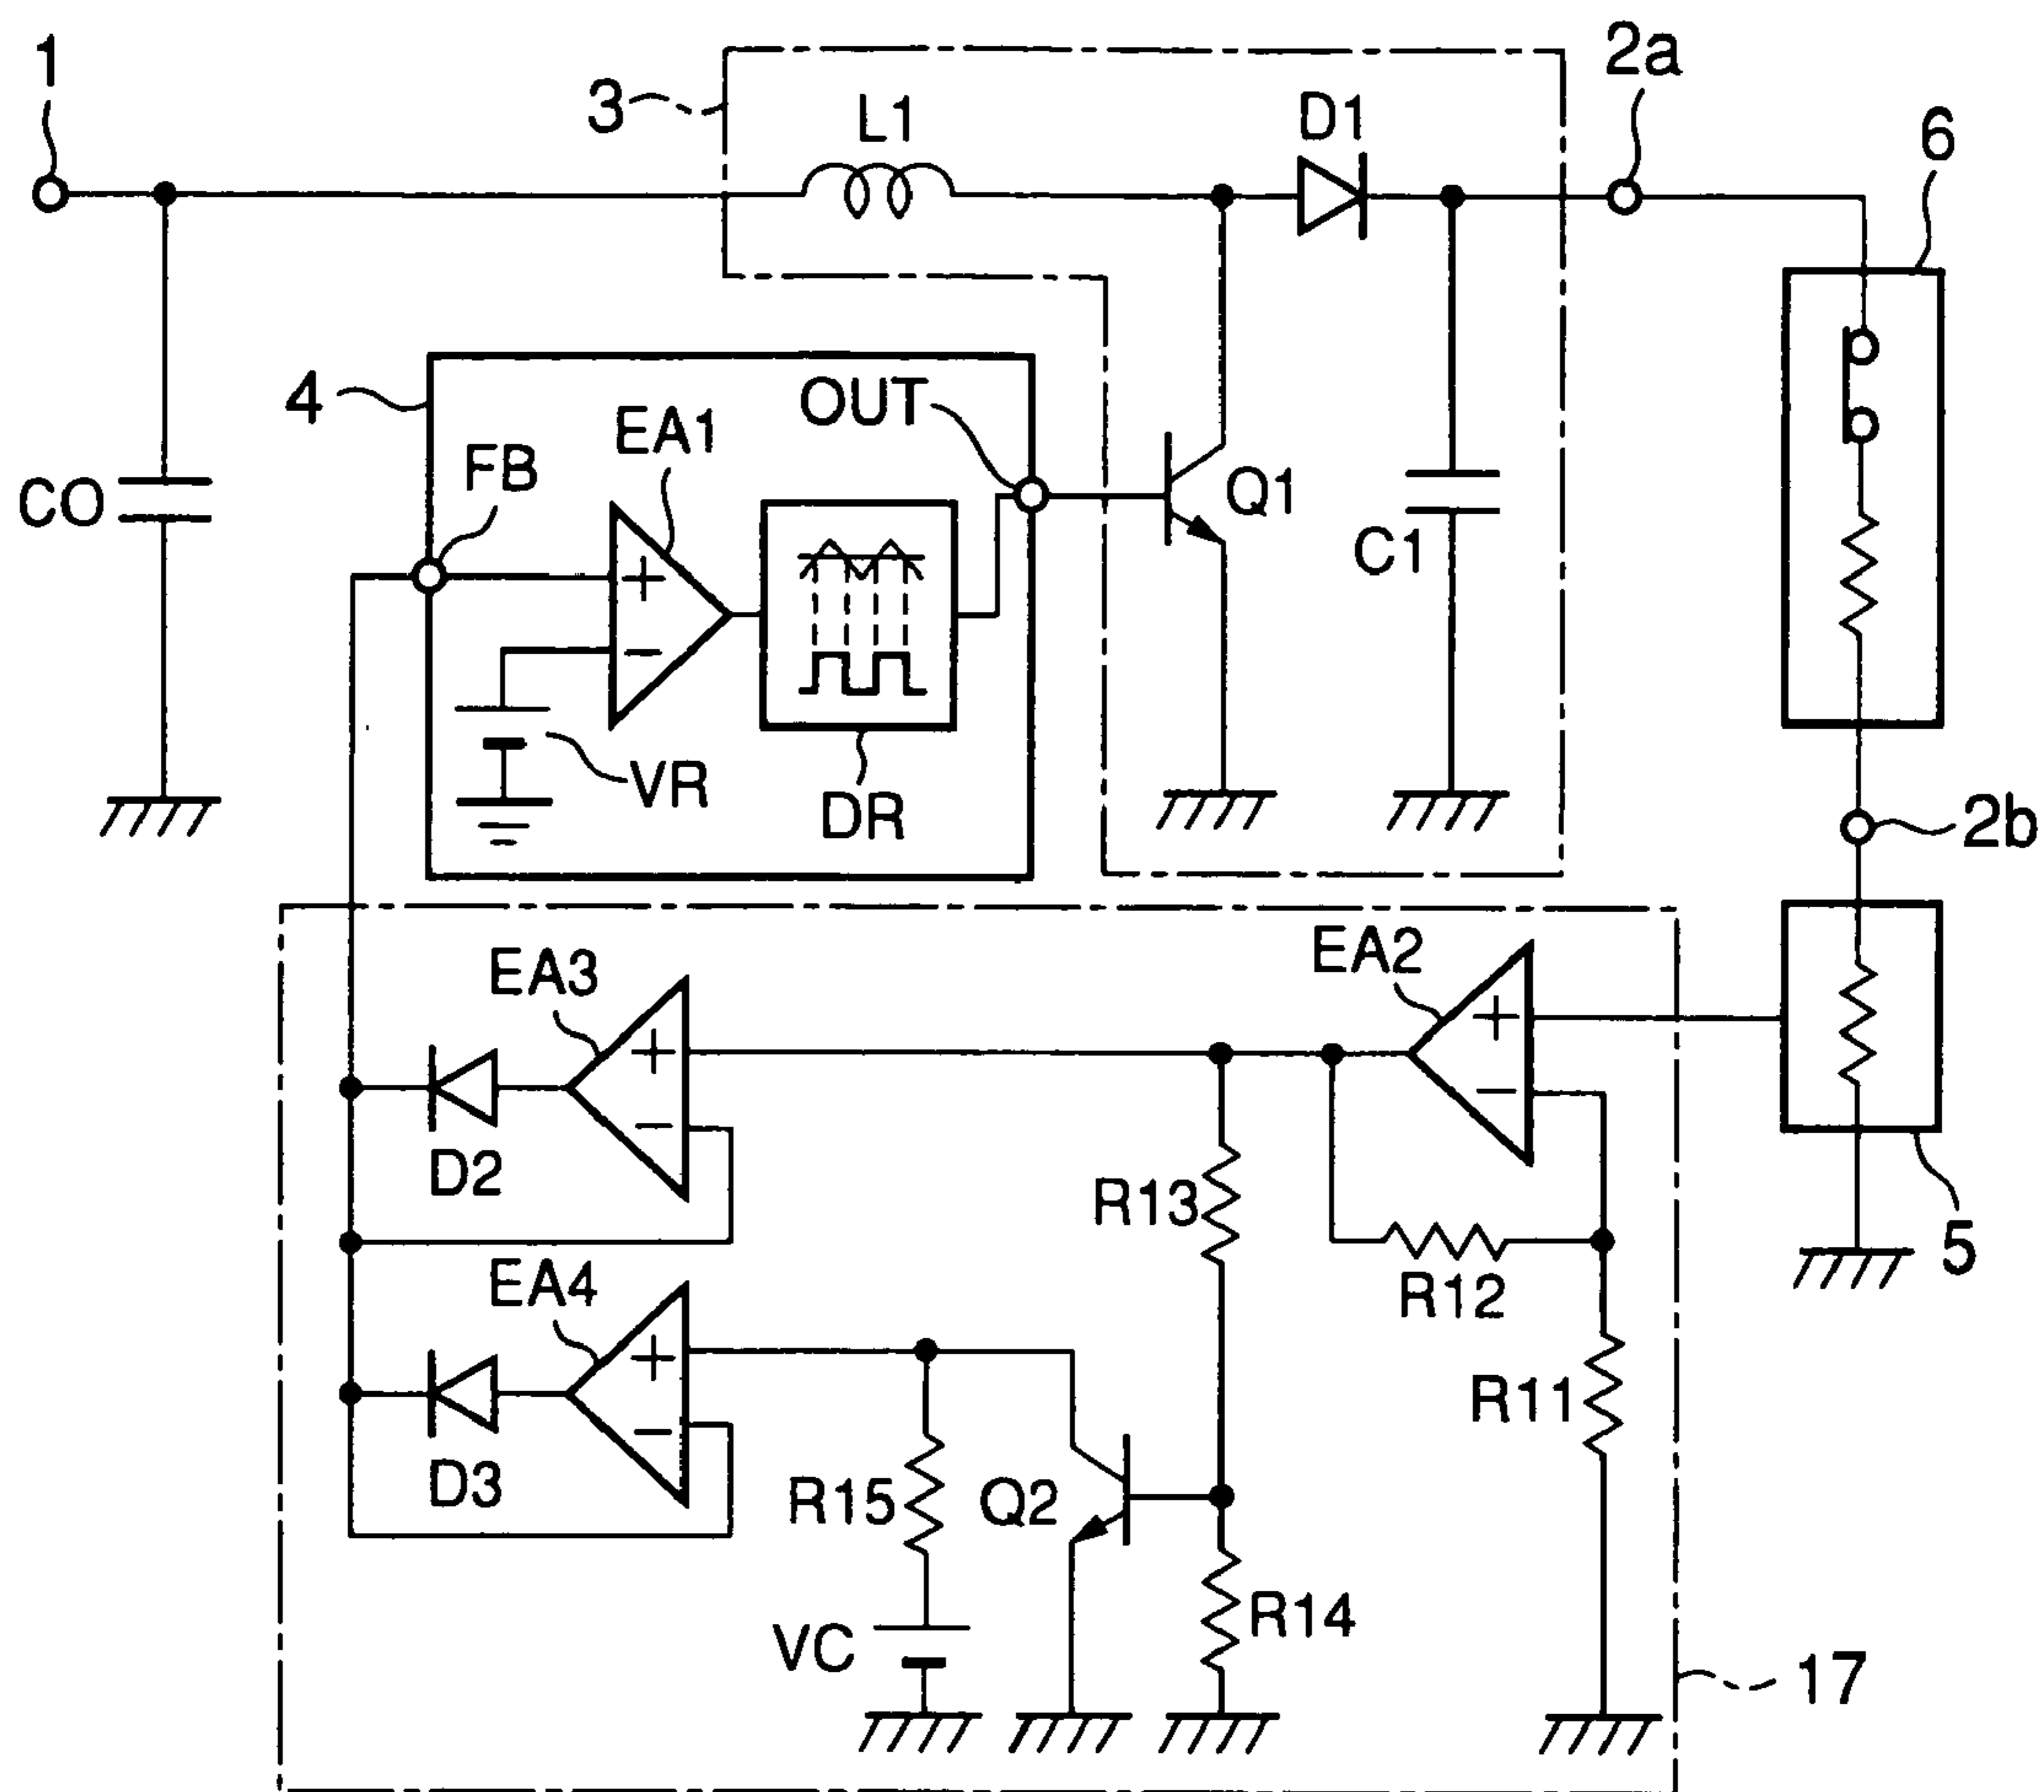 1
3
L1
D1
2a
6
4
OUT
EA1
FB
CO
Q1
C1
+
−
VR
DR
2b
EA3
EA2
+
+
−
−
D2
R13
5
EA4
R12
+
R11
−
D3
R15
Q2
R14
VC
17